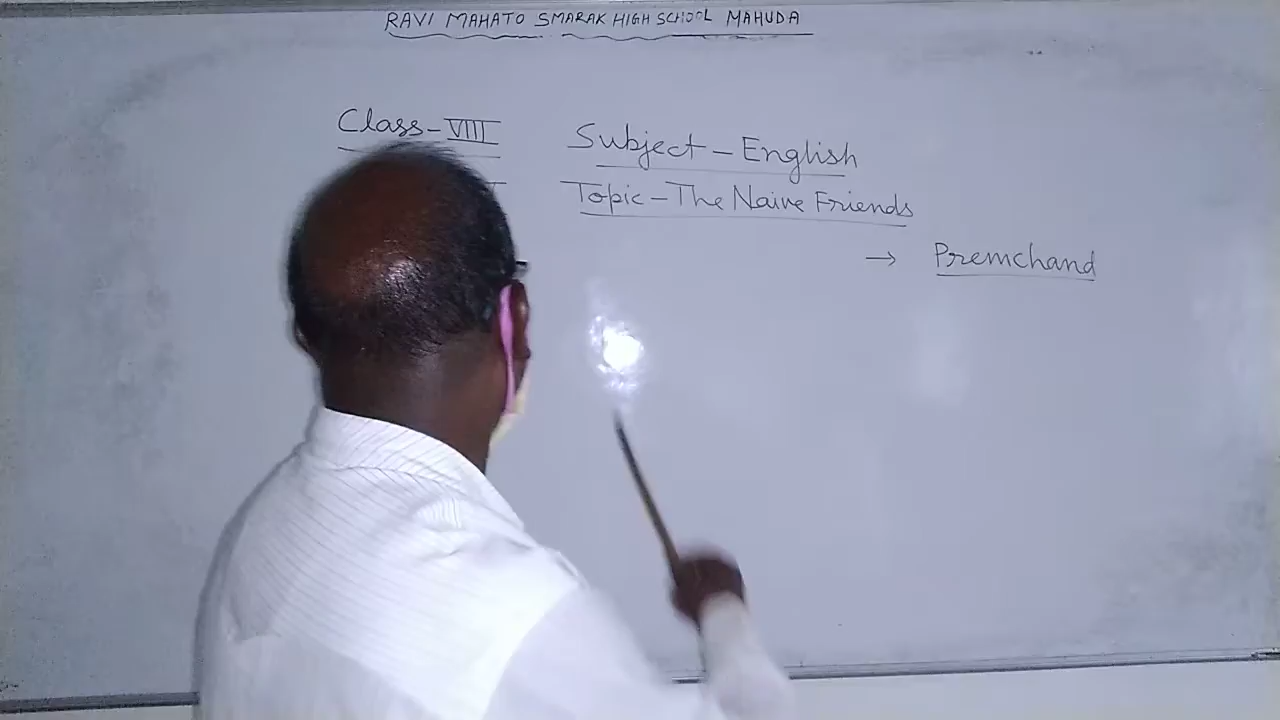 RAVI MAHATO SMARAK HIGH SCHOOL MAHUDA
Class - VIII
Subject - English
Topic - The Naive Friends
→ Premchand